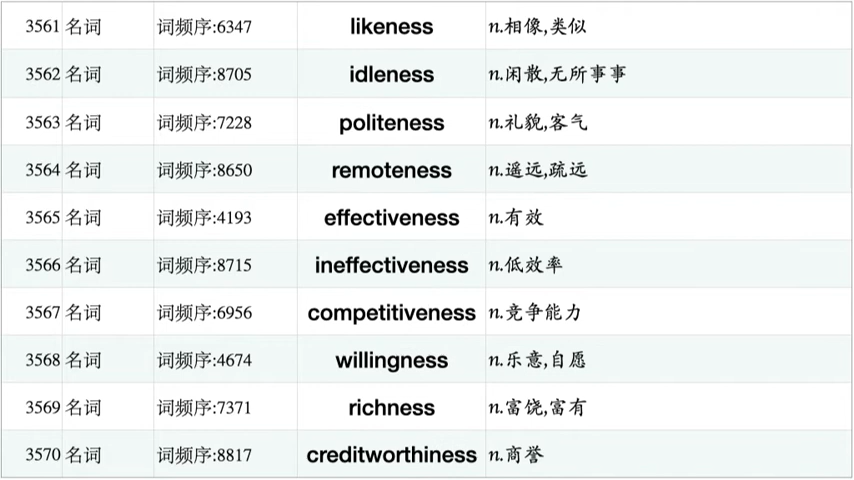 3561 名词 词频序:6347 likeness n.相像,类似
3562 名词 词频序:8705 idleness n.闲散,无所事事
3563 名词 词频序:7228 politeness n.礼貌,客气
3564 名词 词频序:8650 remoteness n.遥远,疏远
3565 名词 词频序:4193 effectiveness n.有效
3566 名词 词频序:8715 ineffectiveness n.低效率
3567 名词 词频序:6956 competitiveness n.竞争能力
3568 名词 词频序:4674 willingness n.乐意,自愿
3569 名词 词频序:7371 richness n.富饶,富有
3570 名词 词频序:8817 creditworthiness n.商誉